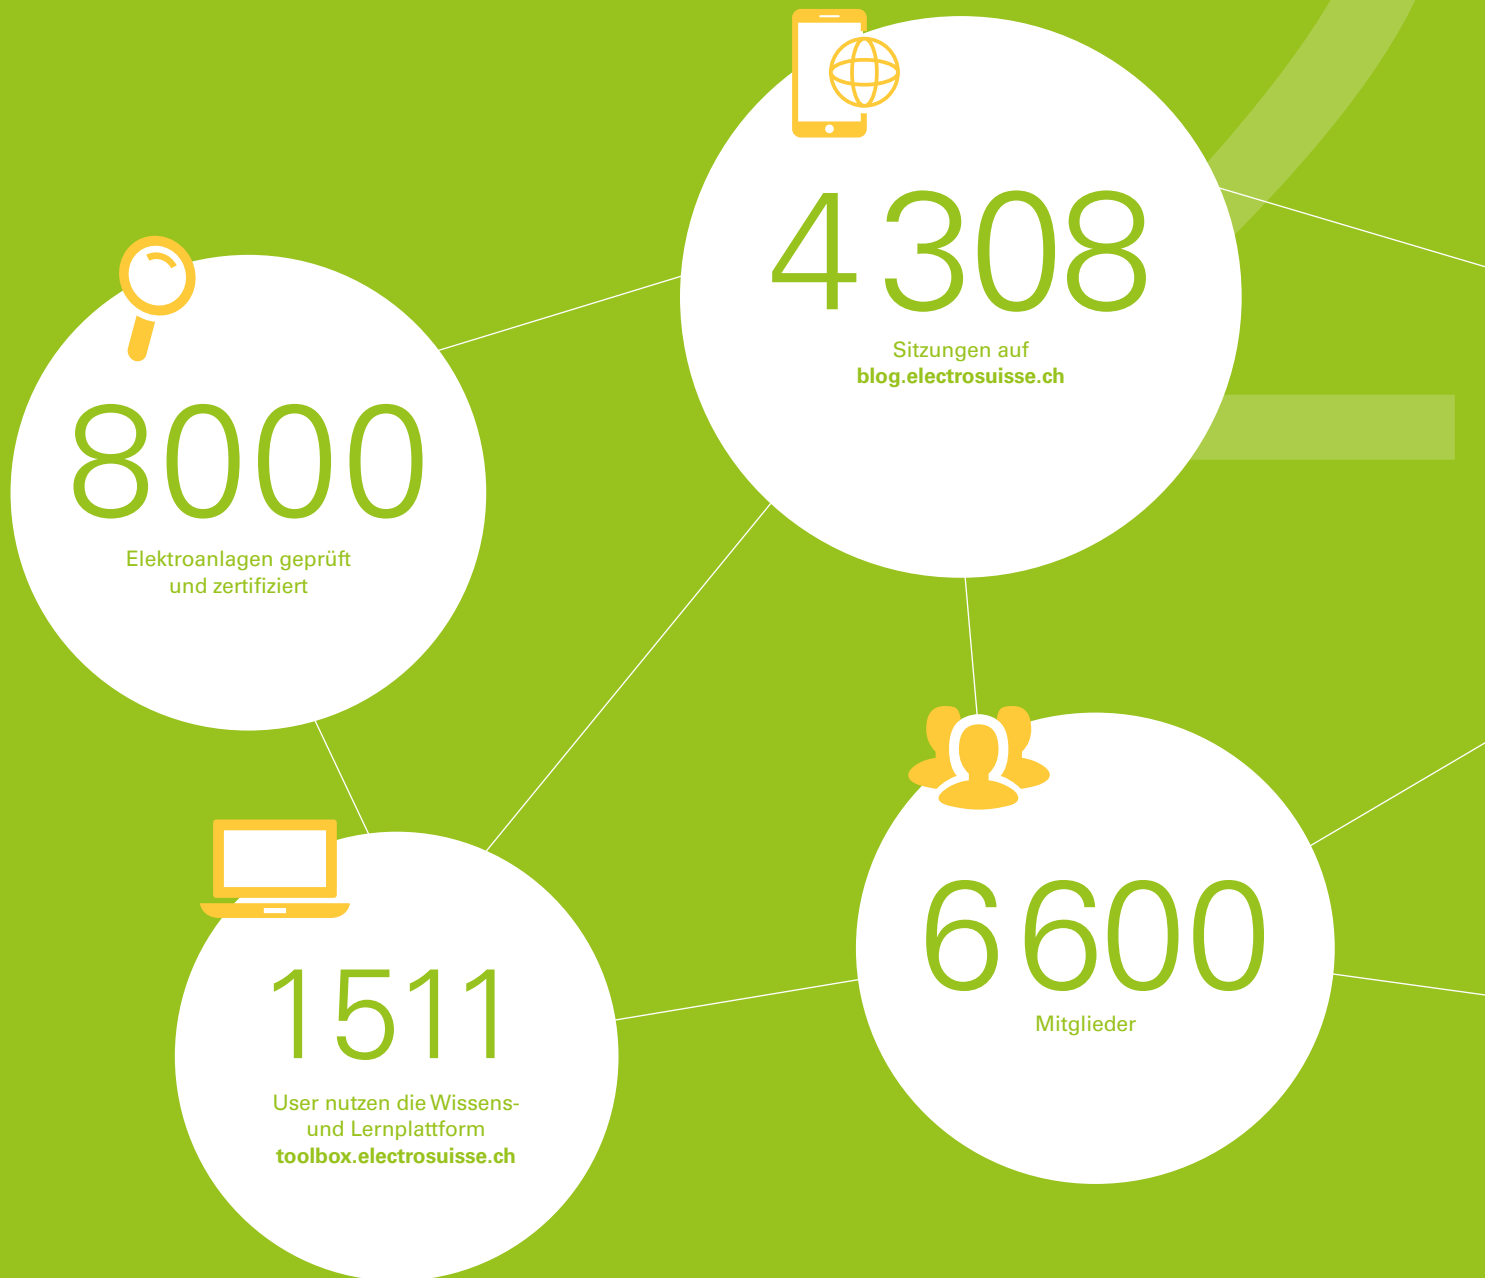 4 308
Sitzungen auf
blog.electrosuisse.ch
8000
Elektroanlagen geprüft
und zertifiziert
6 600
Mitglieder
1511
User nutzen die Wissens-
und Lernplattform
toolbox.electrosuisse.ch